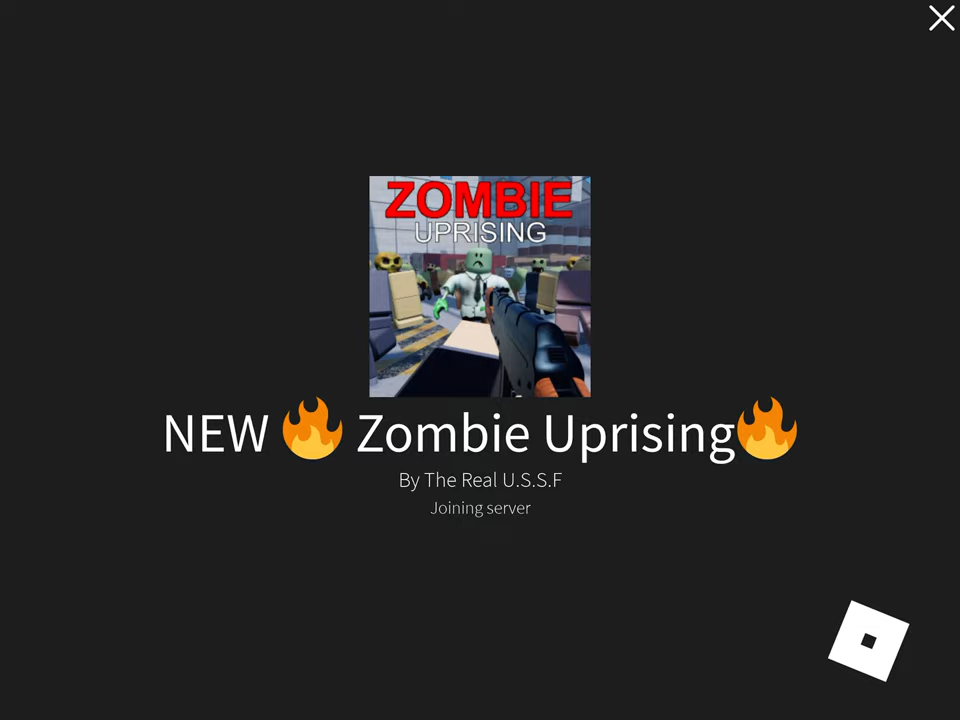 ZOMBIE
UPRISING
NEW 🔥 Zombie Uprising🔥
By The Real U.S.S.F
Joining server